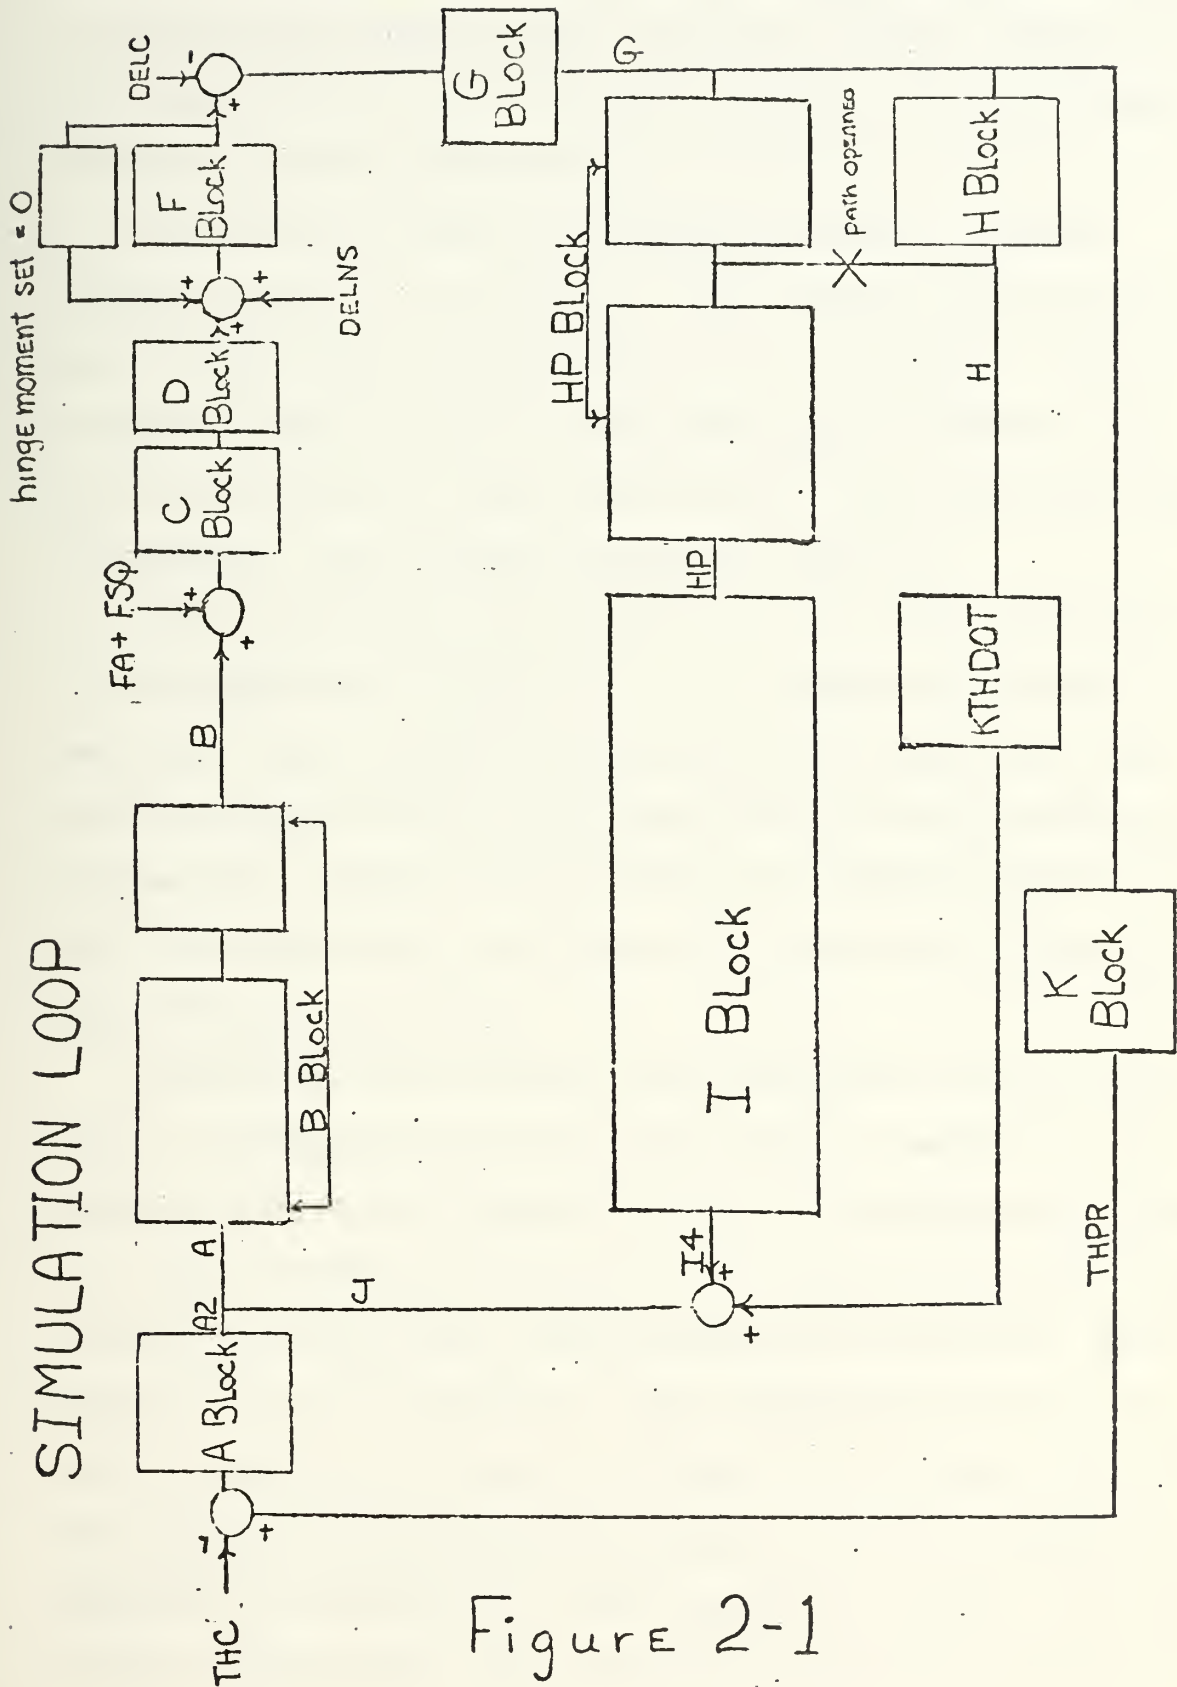 SIMULATION LOOP
hinge moment set = 0
THC
-
+
A Block
A2
A
J
B Block
B
FA+ FSQ
+
+
C
Block
D
Block
+
+
+
DELNS
F
Block
+
-
DELC
G
Block
G
HP Block
HP
I Block
I4
+
+
path openned
H Block
H
KTHDOT
K
Block
THPR
Figure 2-1